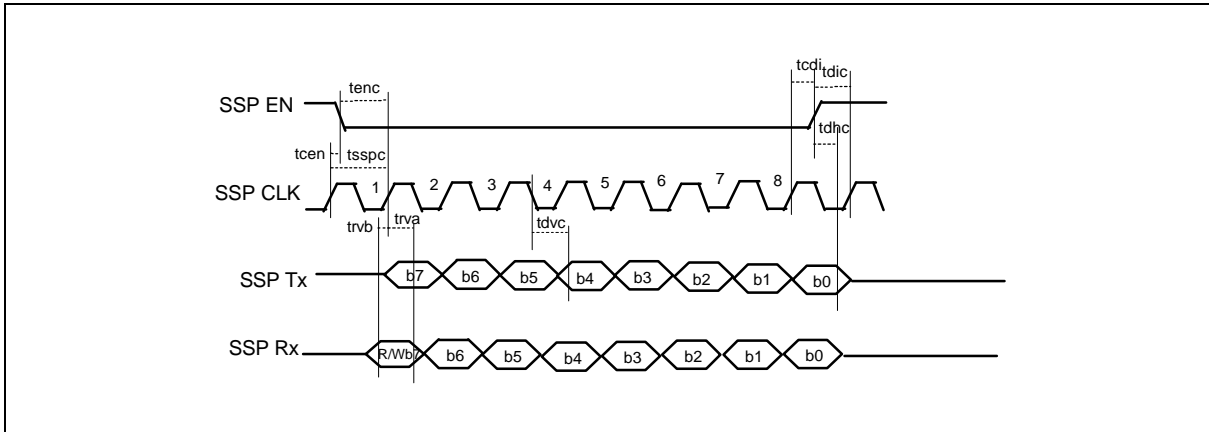 tcdi tdic
tenc
SSP EN
tdhc
tcen tsspc
SSP CLK 1 2 3 4 5 6 7 8
trvb trva tdvc
SSP Tx b7 b6 b5 b4 b3 b2 b1 b0
SSP Rx R/Wb7 b6 b5 b4 b3 b2 b1 b0